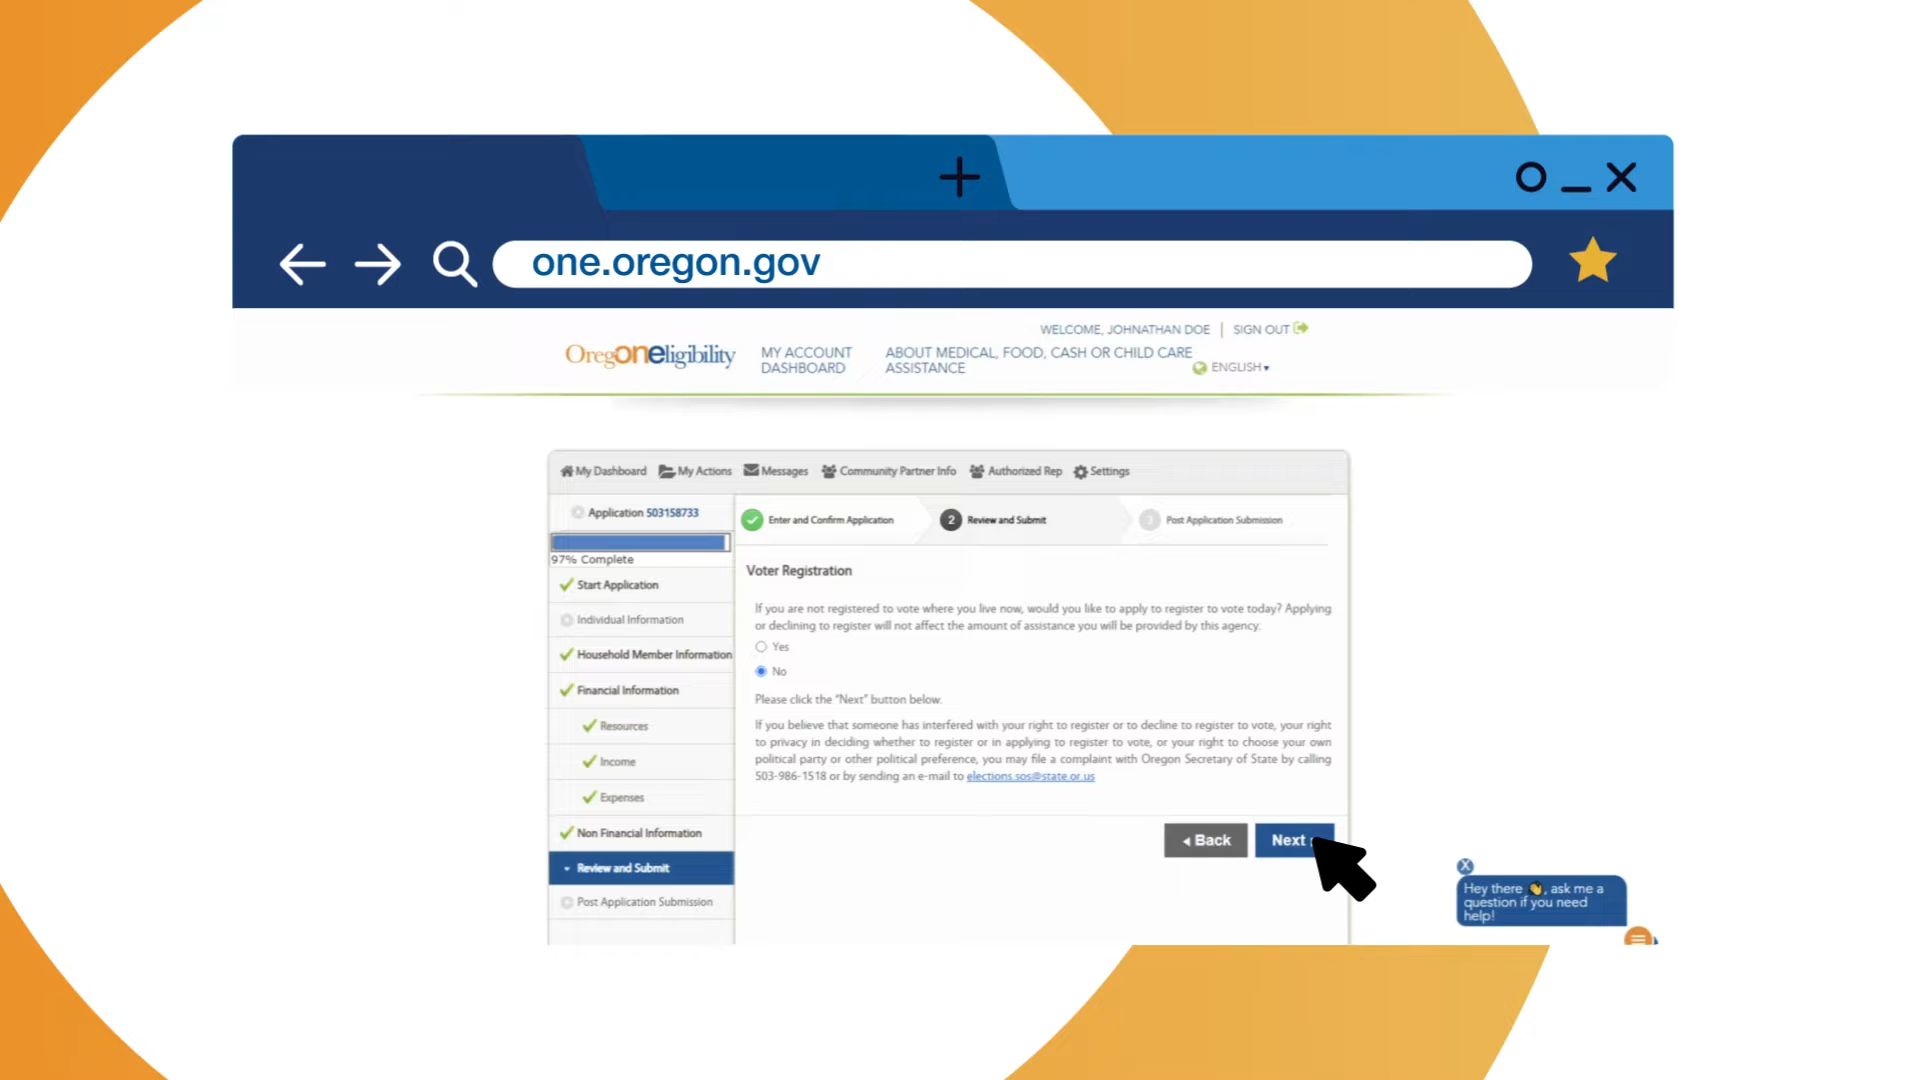 one.oregon.gov
WELCOME, JOHNATHAN DOE | SIGN OUT
OregONEligibility
MY ACCOUNT
DASHBOARD
ABOUT MEDICAL, FOOD, CASH OR CHILD CARE
ASSISTANCE
ENGLISH
My Dashboard My Actions Messages Community Partner Info Authorized Rep Settings
Application 503158733
97% Complete
Start Application
Individual Information
Household Member Information
Financial Information
Resources
Income
Expenses
Non Financial Information
Review and Submit
Post Application Submission
Enter and Confirm Application 2 Review and Submit 3 Post Application Submission
Voter Registration
If you are not registered to vote where you live now, would you like to apply to register to vote today? Applying
or declining to register will not affect the amount of assistance you will be provided by this agency.
Yes
No
Please click the "Next" button below.
If you believe that someone has interfered with your right to register or to decline to register to vote, your right
to privacy in deciding whether to register or in applying to register to vote, or your right to choose your own
political party or other political preference, you may file a complaint with Oregon Secretary of State by calling
503-986-1518 or by sending an e-mail to elections.sos@state.or.us
Back Next
X
Hey there 👋, ask me a
question if you need
help!